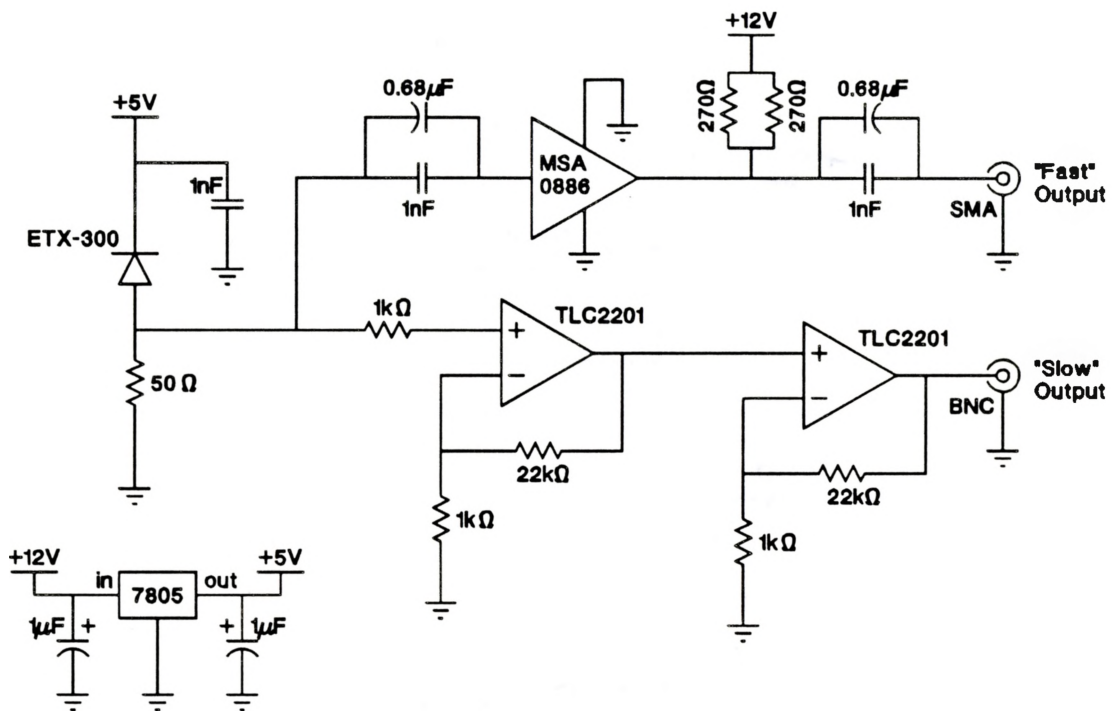 +12V
0.68μF
270Ω
270Ω
0.68μF
+5V
MSA
0886
1nF
1nF
1nF
"Fast"
Output
SMA
ETX-300
1kΩ
+
TLC2201
−
+
TLC2201
−
"Slow"
Output
BNC
50 Ω
22kΩ
22kΩ
1kΩ
1kΩ
+12V
in
7805
out
+5V
1μF
+
+
1μF